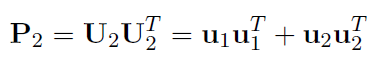 P₂ = U₂U₂ᵀ = u₁u₁ᵀ + u₂u₂ᵀ